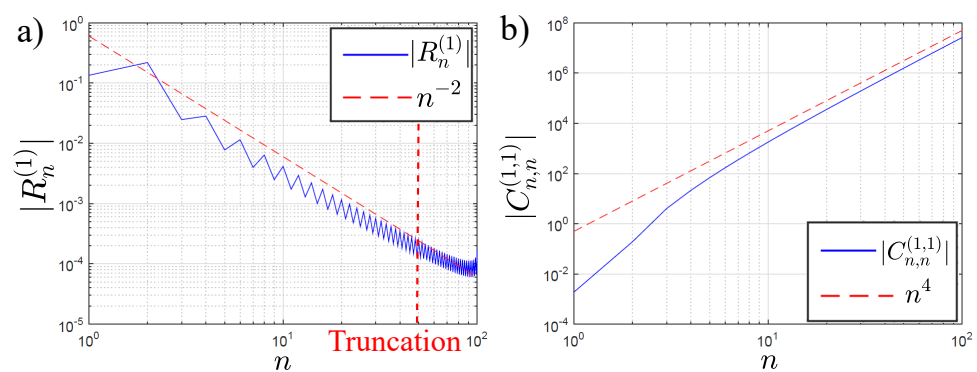 a)
10^0
10^-1
10^-2
10^-3
10^-4
10^-5
|R_n^(1)|
|R_n^(1)|
n^-2
10^0
10^1
Truncation
10^2
n
b)
10^8
10^6
10^4
10^2
10^0
10^-2
10^-4
|C_{n,n}^(1,1)|
|C_{n,n}^(1,1)|
n^4
10^0
10^1
10^2
n